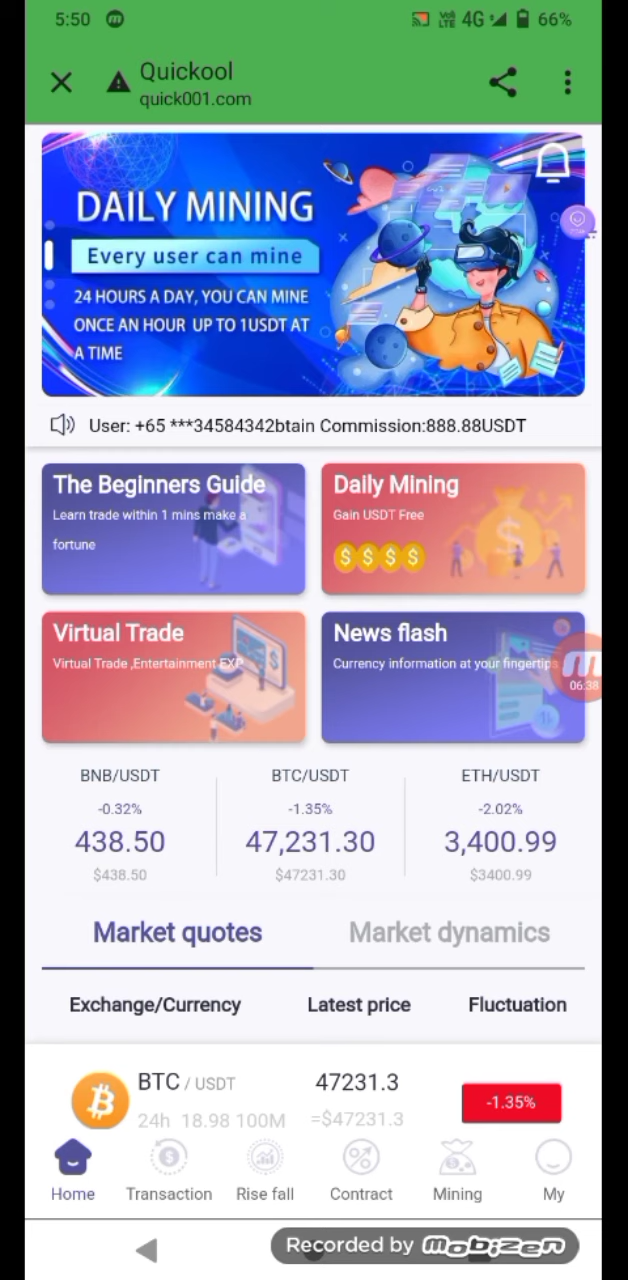 5:50
Vo)) LTE 4G 66%
Quickool
quick001.com
DAILY MINING
Every user can mine
24 HOURS A DAY, YOU CAN MINE
ONCE AN HOUR UP TO 1USDT AT
A TIME
User: +65 ***34584342btain Commission:888.88USDT
The Beginners Guide
Learn trade within 1 mins make a
fortune
Daily Mining
Gain USDT Free
$ $ $ $
Virtual Trade
Virtual Trade ,Entertainment EXP
News flash
Currency information at your fingertips
06:38
BNB/USDT BTC/USDT ETH/USDT
-0.32% -1.35% -2.02%
438.50 47,231.30 3,400.99
$438.50 $47231.30 $3400.99
Market quotes Market dynamics
Exchange/Currency Latest price Fluctuation
BTC / USDT 47231.3 -1.35%
24h 18.98 100M =$47231.3
Home Transaction Rise fall Contract Mining My
Recorded by mobizen